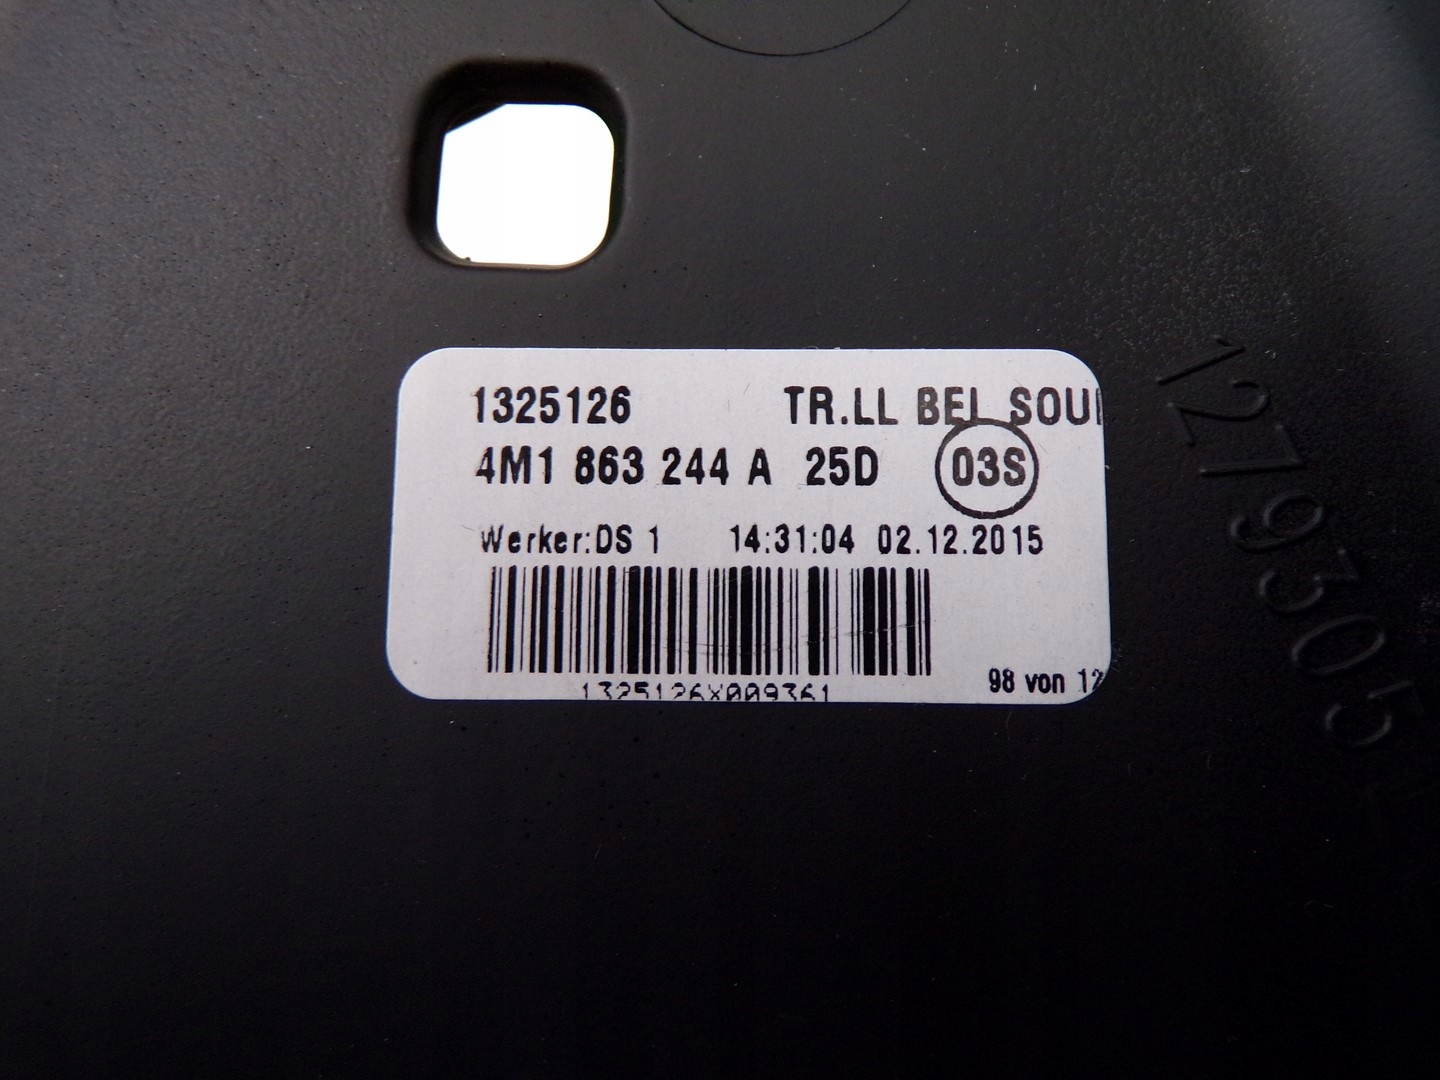 1325126 TR.LL BEL SOU
4M1 863 244 A 25D 03S
Werker:DS 1 14:31:04 02.12.2015
1325126X009361
98 von 12
1279305